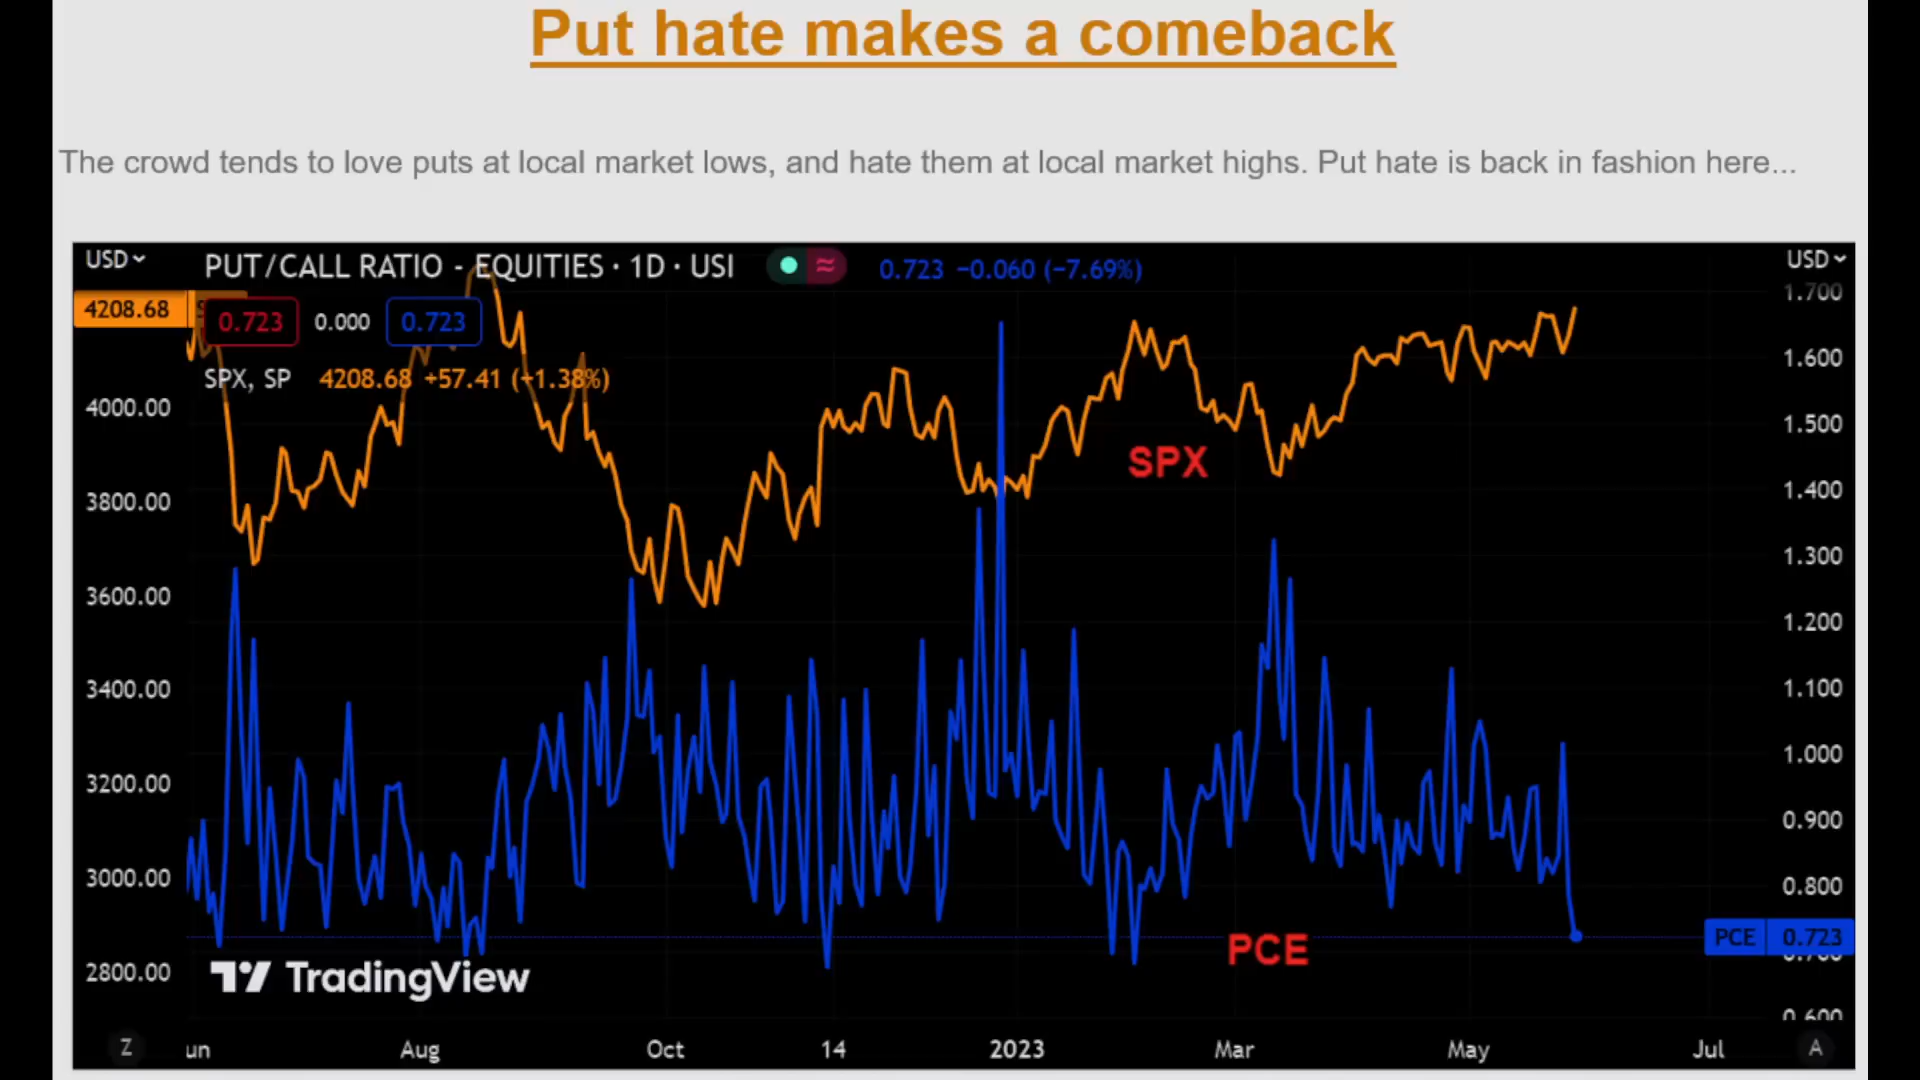 Put hate makes a comeback
The crowd tends to love puts at local market lows, and hate them at local market highs. Put hate is back in fashion here...
USD
PUT/CALL RATIO - EQUITIES · 1D · USI
0.723 −0.060 (−7.69%)
USD
4208.68
0.723 0.000 0.723
SPX, SP 4208.68 +57.41 (+1.38%)
4000.00
3800.00
3600.00
3400.00
3200.00
3000.00
2800.00
1.700
1.600
1.500
1.400
1.300
1.200
1.100
1.000
0.900
0.800
PCE 0.723
0.700
0.600
SPX
PCE
TradingView
Z un Aug Oct 14 2023 Mar May Jul A